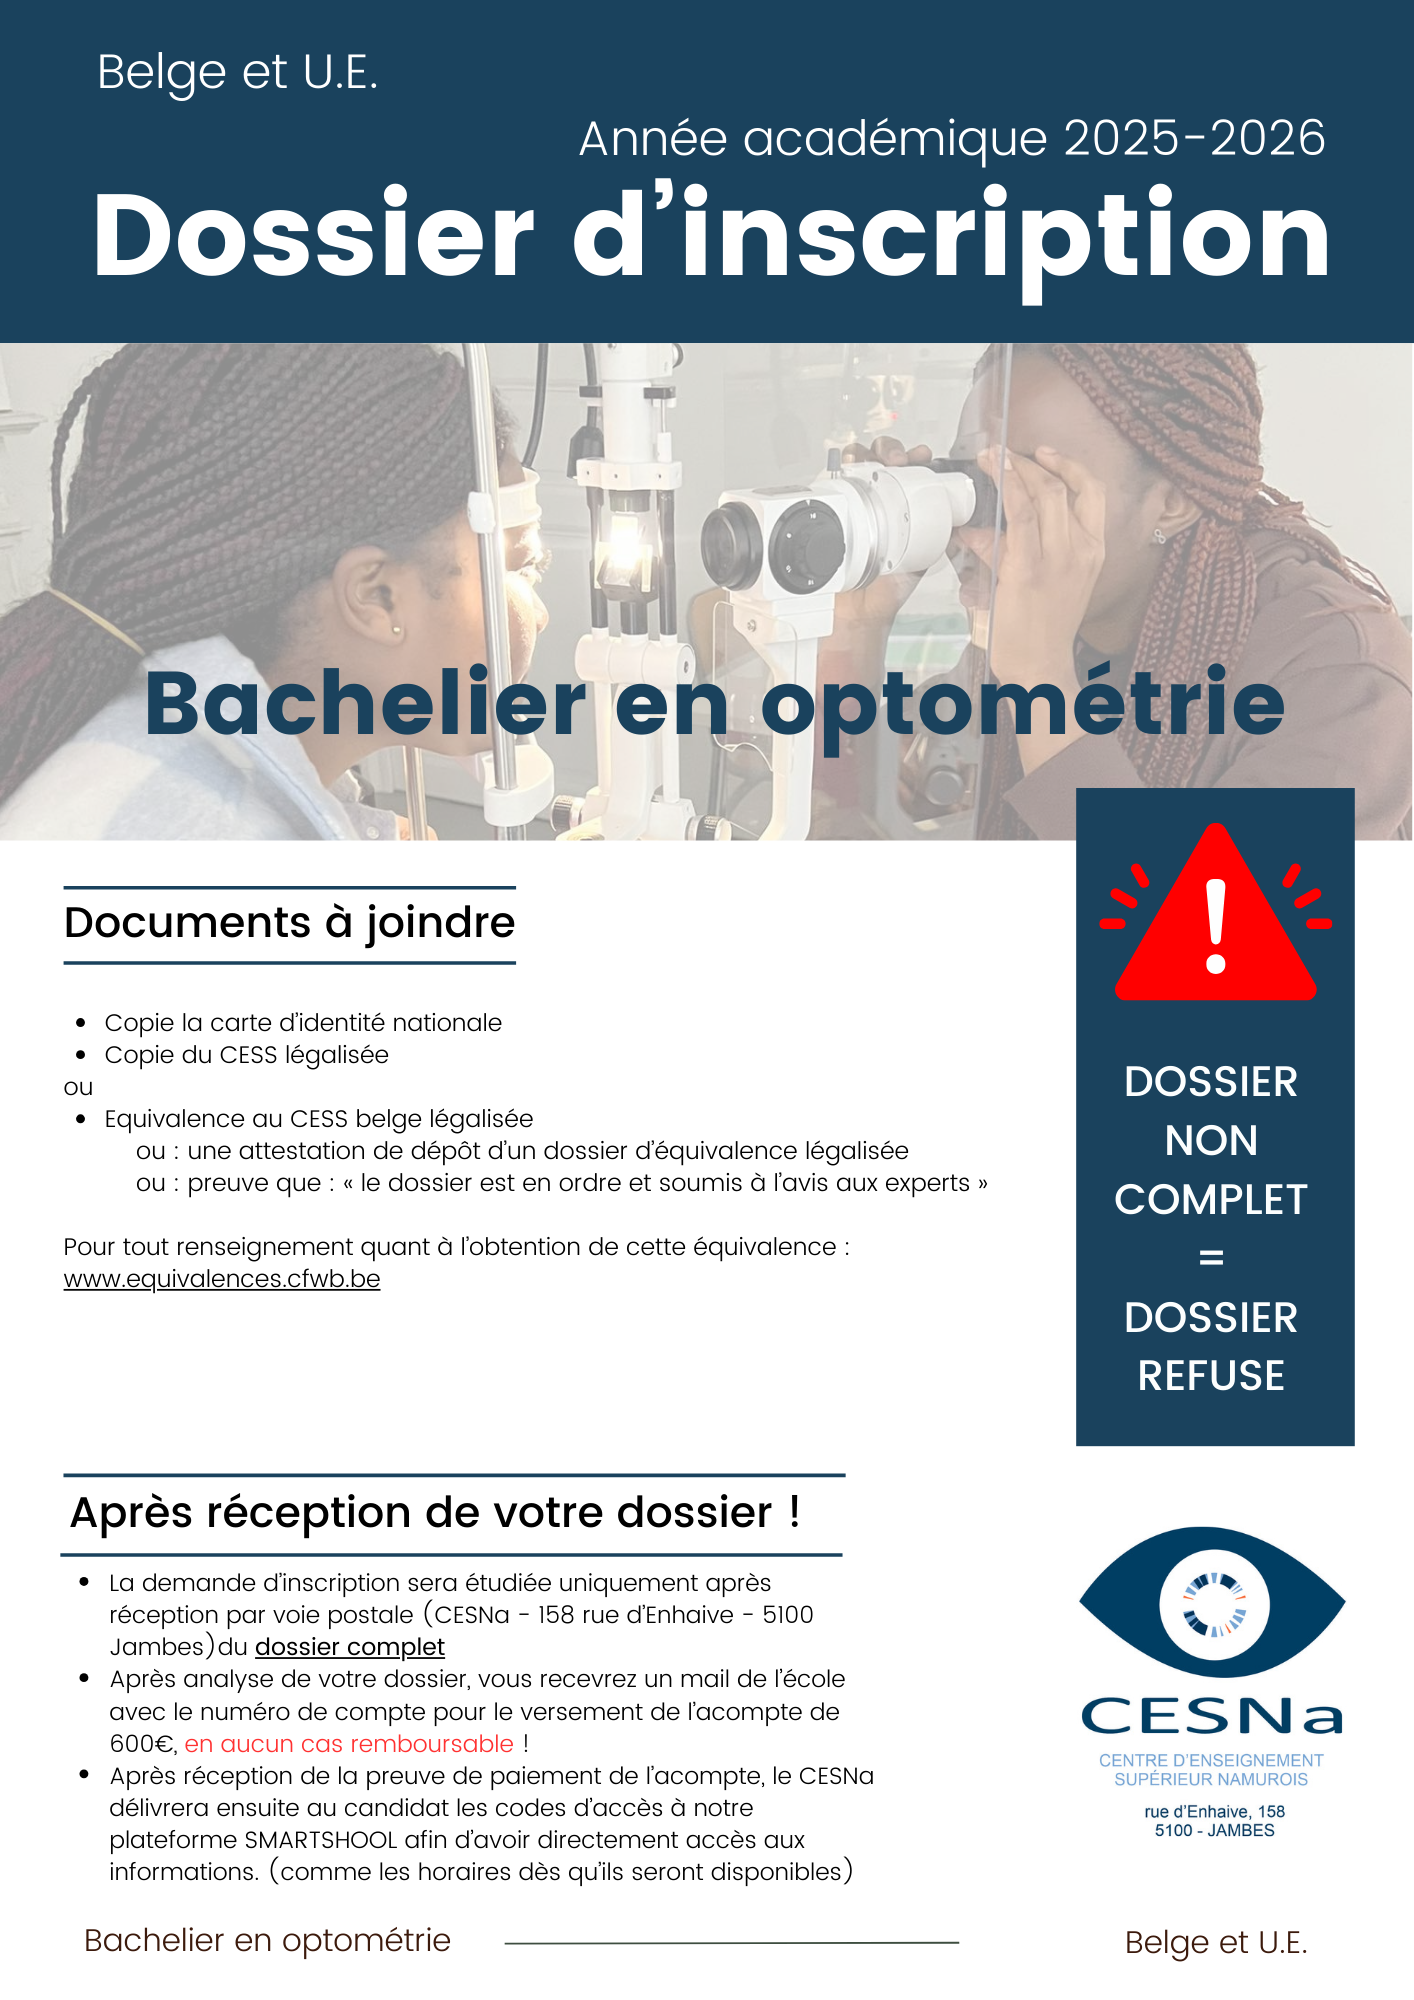 Belge et U.E.
Année académique 2025-2026
Dossier d’inscription
Bachelier en optométrie
Documents à joindre
• Copie la carte d’identité nationale
• Copie du CESS légalisée
ou
• Equivalence au CESS belge légalisée
ou : une attestation de dépôt d’un dossier d’équivalence légalisée
ou : preuve que : « le dossier est en ordre et soumis à l’avis aux experts »
Pour tout renseignement quant à l’obtention de cette équivalence :
www.equivalences.cfwb.be
!
DOSSIER
NON
COMPLET
=
DOSSIER
REFUSE
Après réception de votre dossier !
• La demande d’inscription sera étudiée uniquement après
réception par voie postale (CESNa - 158 rue d’Enhaive - 5100
Jambes)du dossier complet
• Après analyse de votre dossier, vous recevrez un mail de l’école
avec le numéro de compte pour le versement de l’acompte de
600€, en aucun cas remboursable !
• Après réception de la preuve de paiement de l’acompte, le CESNa
délivrera ensuite au candidat les codes d’accès à notre
plateforme SMARTSHOOL afin d’avoir directement accès aux
informations. (comme les horaires dès qu’ils seront disponibles)
CESNa
CENTRE D’ENSEIGNEMENT
SUPÉRIEUR NAMUROIS
rue d’Enhaive, 158
5100 - JAMBES
Bachelier en optométrie
Belge et U.E.